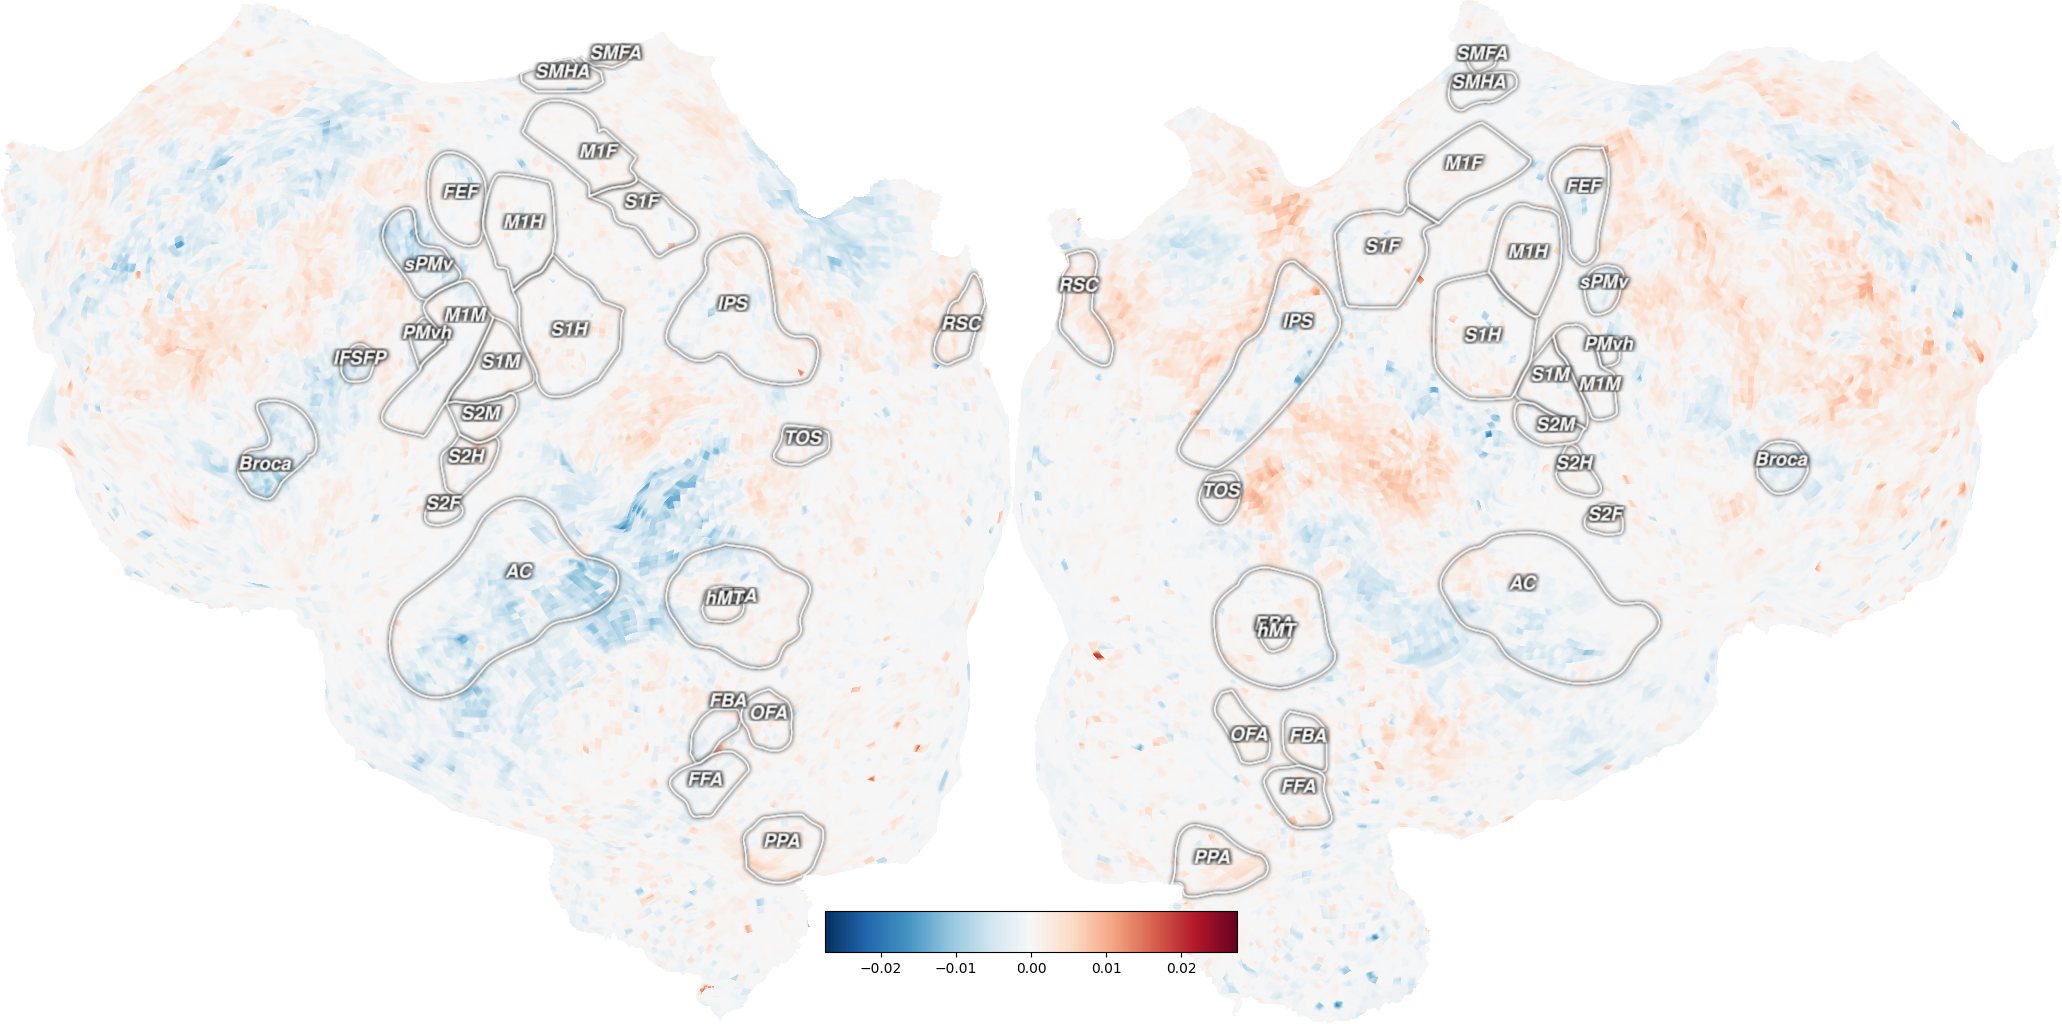 SMFA
SMHA
M1F
FEF
S1F
M1H
sPMv
IPS
M1M
PMvh
S1H
RSC
IFSFP
S1M
S2M
TOS
Broca
S2H
S2F
AC
hMT
FBA
OFA
FFA
PPA
SMFA
SMHA
M1F
FEF
S1F
M1H
RSC
sPMv
IPS
S1H
PMvh
S1M
M1M
S2M
Broca
S2H
TOS
S2F
AC
hMT
OFA
FBA
FFA
PPA
−0.02 −0.01 0.00 0.01 0.02